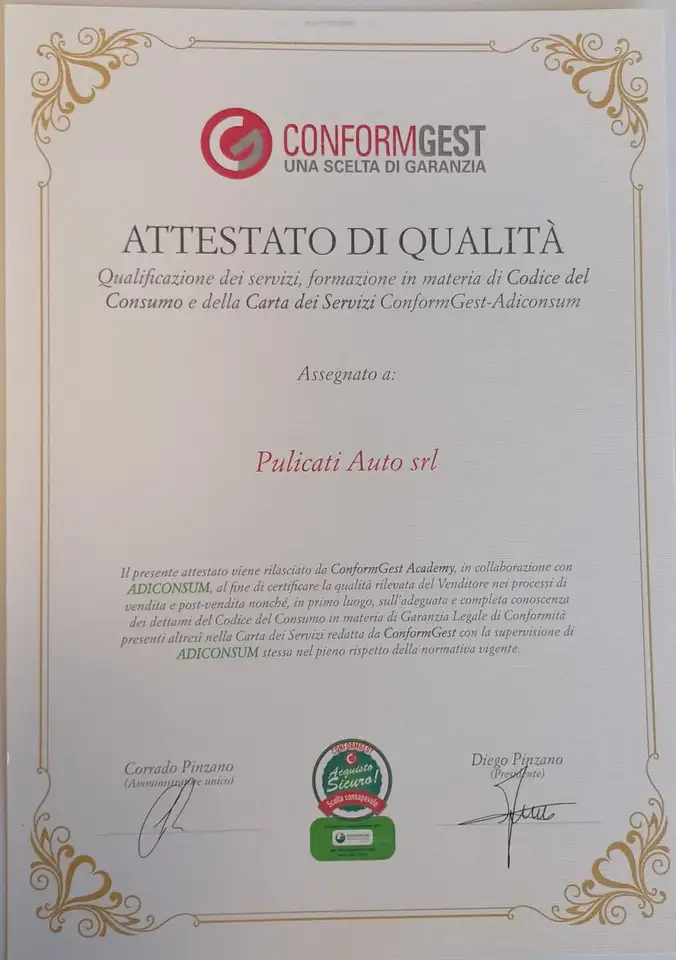 CONFORMGEST
UNA SCELTA DI GARANZIA
ATTESTATO DI QUALITÀ
Qualificazione dei servizi, formazione in materia di Codice del
Consumo e della Carta dei Servizi ConformGest-Adiconsum
Assegnato a:
Pulicati Auto srl
Il presente attestato viene rilasciato da ConformGest Academy, in collaborazione con
ADICONSUM, al fine di certificare la qualità rilevata del Venditore nei processi di
vendita e post-vendita nonché, in primo luogo, sull'adeguata e completa conoscenza
dei dettami del Codice del Consumo in materia di Garanzia Legale di Conformità
presenti altresì nella Carta dei Servizi redatta da ConformGest con la supervisione di
ADICONSUM stessa nel pieno rispetto della normativa vigente.
Corrado Pinzano
(Amministratore unico)
CONFORMGEST
Acquisto
Sicuro!
Scelta consapevole
Diego Pinzano
(Presidente)